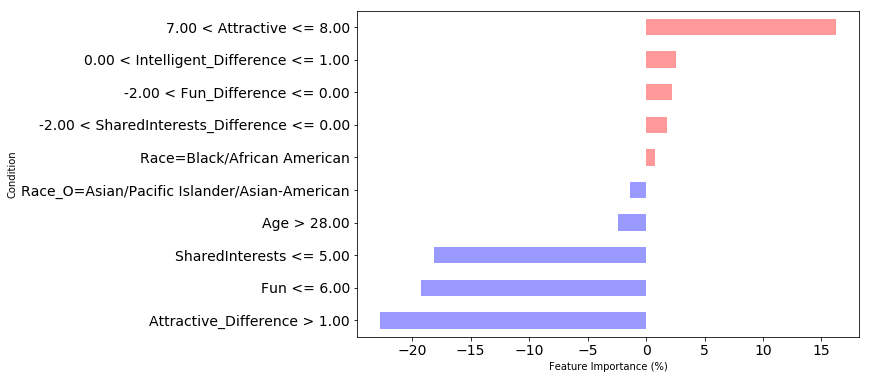 7.00 < Attractive <= 8.00
0.00 < Intelligent_Difference <= 1.00
-2.00 < Fun_Difference <= 0.00
-2.00 < SharedInterests_Difference <= 0.00
Race=Black/African American
Race_O=Asian/Pacific Islander/Asian-American
Age > 28.00
SharedInterests <= 5.00
Fun <= 6.00
Attractive_Difference > 1.00
Condition
−20 −15 −10 −5 0 5 10 15
Feature Importance (%)